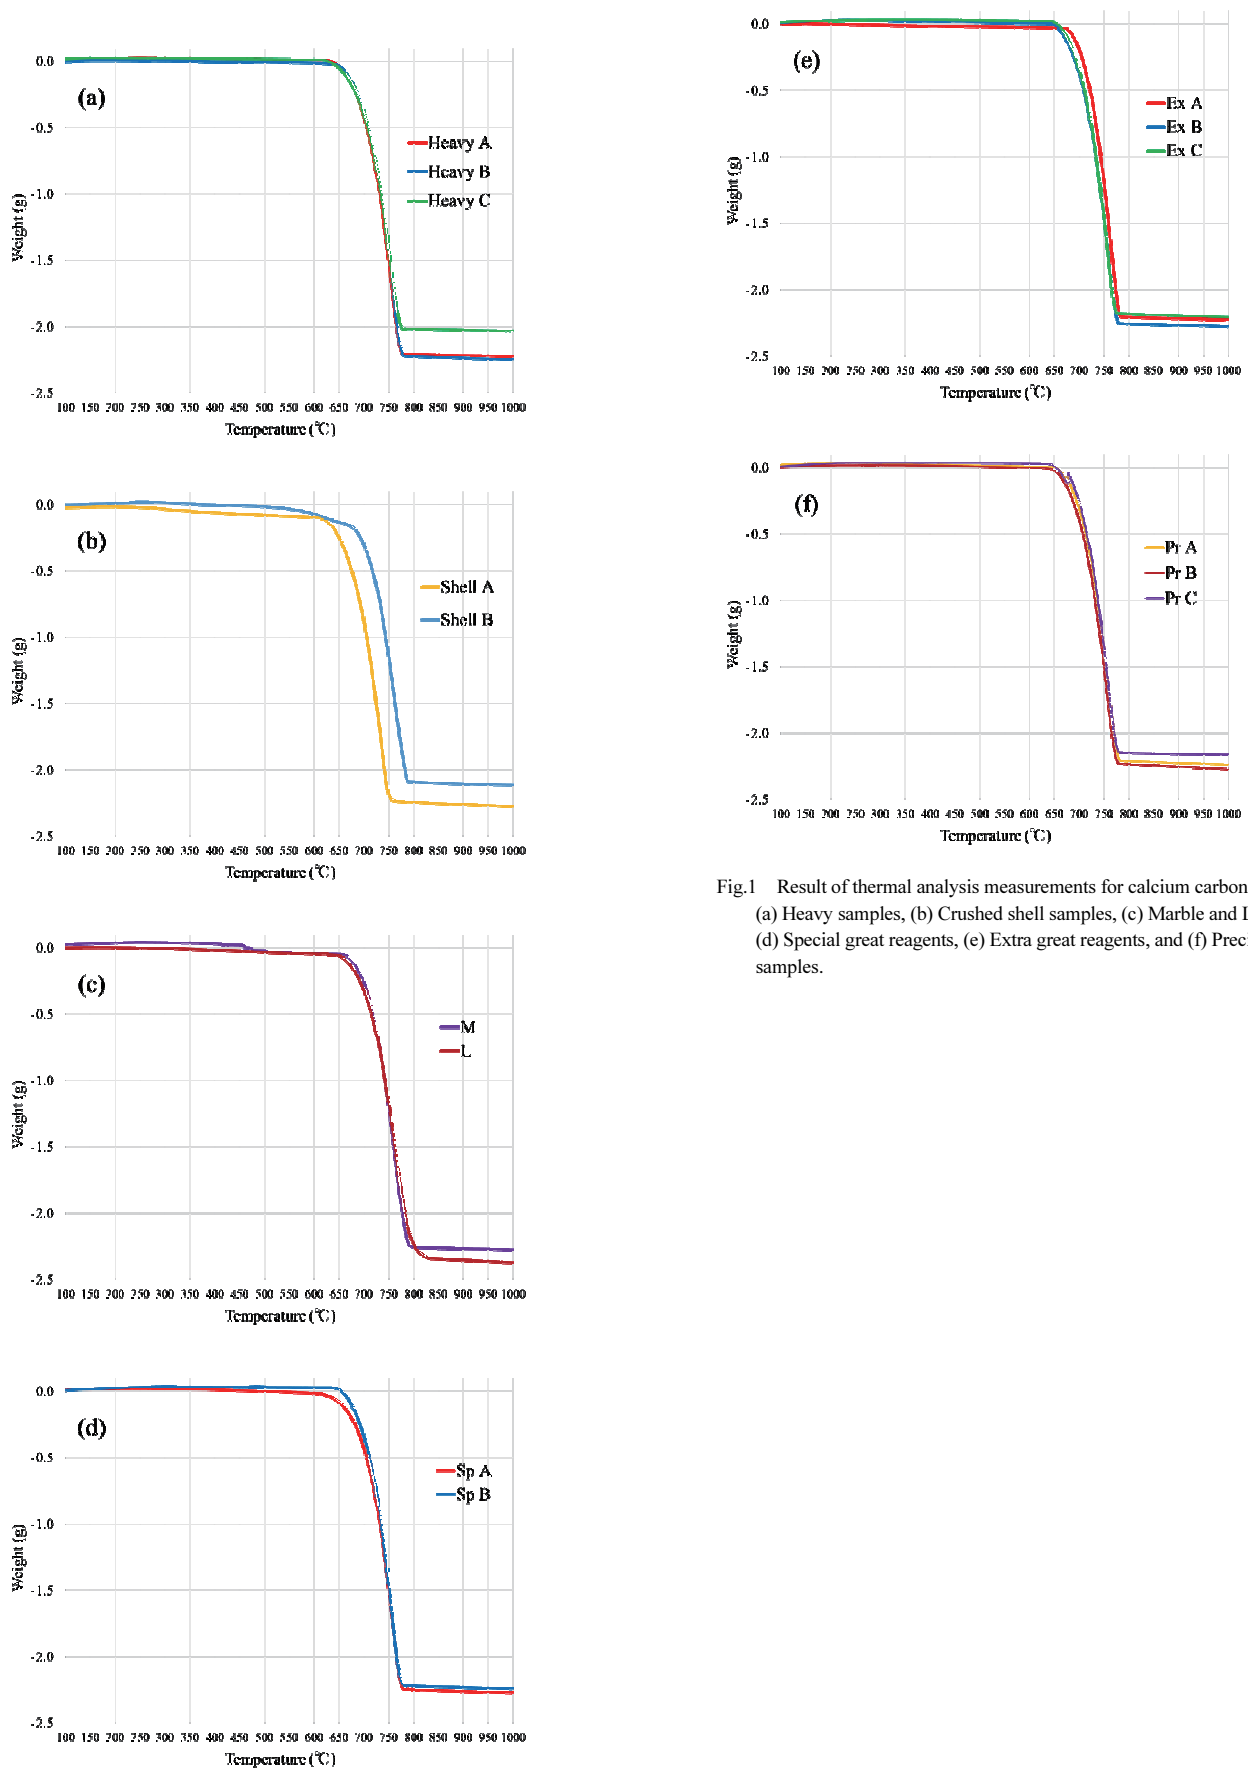 0.0
-0.5
-1.0
-1.5
-2.0
-2.5
Weight (g)
(a)
Heavy A
Heavy B
Heavy C
100 150 200 250 300 350 400 450 500 550 600 650 700 750 800 850 900 950 1000
Temperature (℃)
0.0
-0.5
-1.0
-1.5
-2.0
-2.5
Weight (g)
(b)
Shell A
Shell B
100 150 200 250 300 350 400 450 500 550 600 650 700 750 800 850 900 950 1000
Temperature (℃)
0.0
-0.5
-1.0
-1.5
-2.0
-2.5
Weight (g)
(c)
M
L
100 150 200 250 300 350 400 450 500 550 600 650 700 750 800 850 900 950 1000
Temperature (℃)
0.0
-0.5
-1.0
-1.5
-2.0
-2.5
Weight (g)
(d)
Sp A
Sp B
100 150 200 250 300 350 400 450 500 550 600 650 700 750 800 850 900 950 1000
Temperature (℃)
0.0
-0.5
-1.0
-1.5
-2.0
-2.5
Weight (g)
(e)
Ex A
Ex B
Ex C
100 150 200 250 300 350 400 450 500 550 600 650 700 750 800 850 900 950 1000
Temperature (℃)
0.0
-0.5
-1.0
-1.5
-2.0
-2.5
Weight (g)
(f)
Pr A
Pr B
Pr C
100 150 200 250 300 350 400 450 500 550 600 650 700 750 800 850 900 950 1000
Temperature (℃)
Fig.1 Result of thermal analysis measurements for calcium carbon
(a) Heavy samples, (b) Crushed shell samples, (c) Marble and
(d) Special great reagents, (e) Extra great reagents, and (f) Preci
samples.